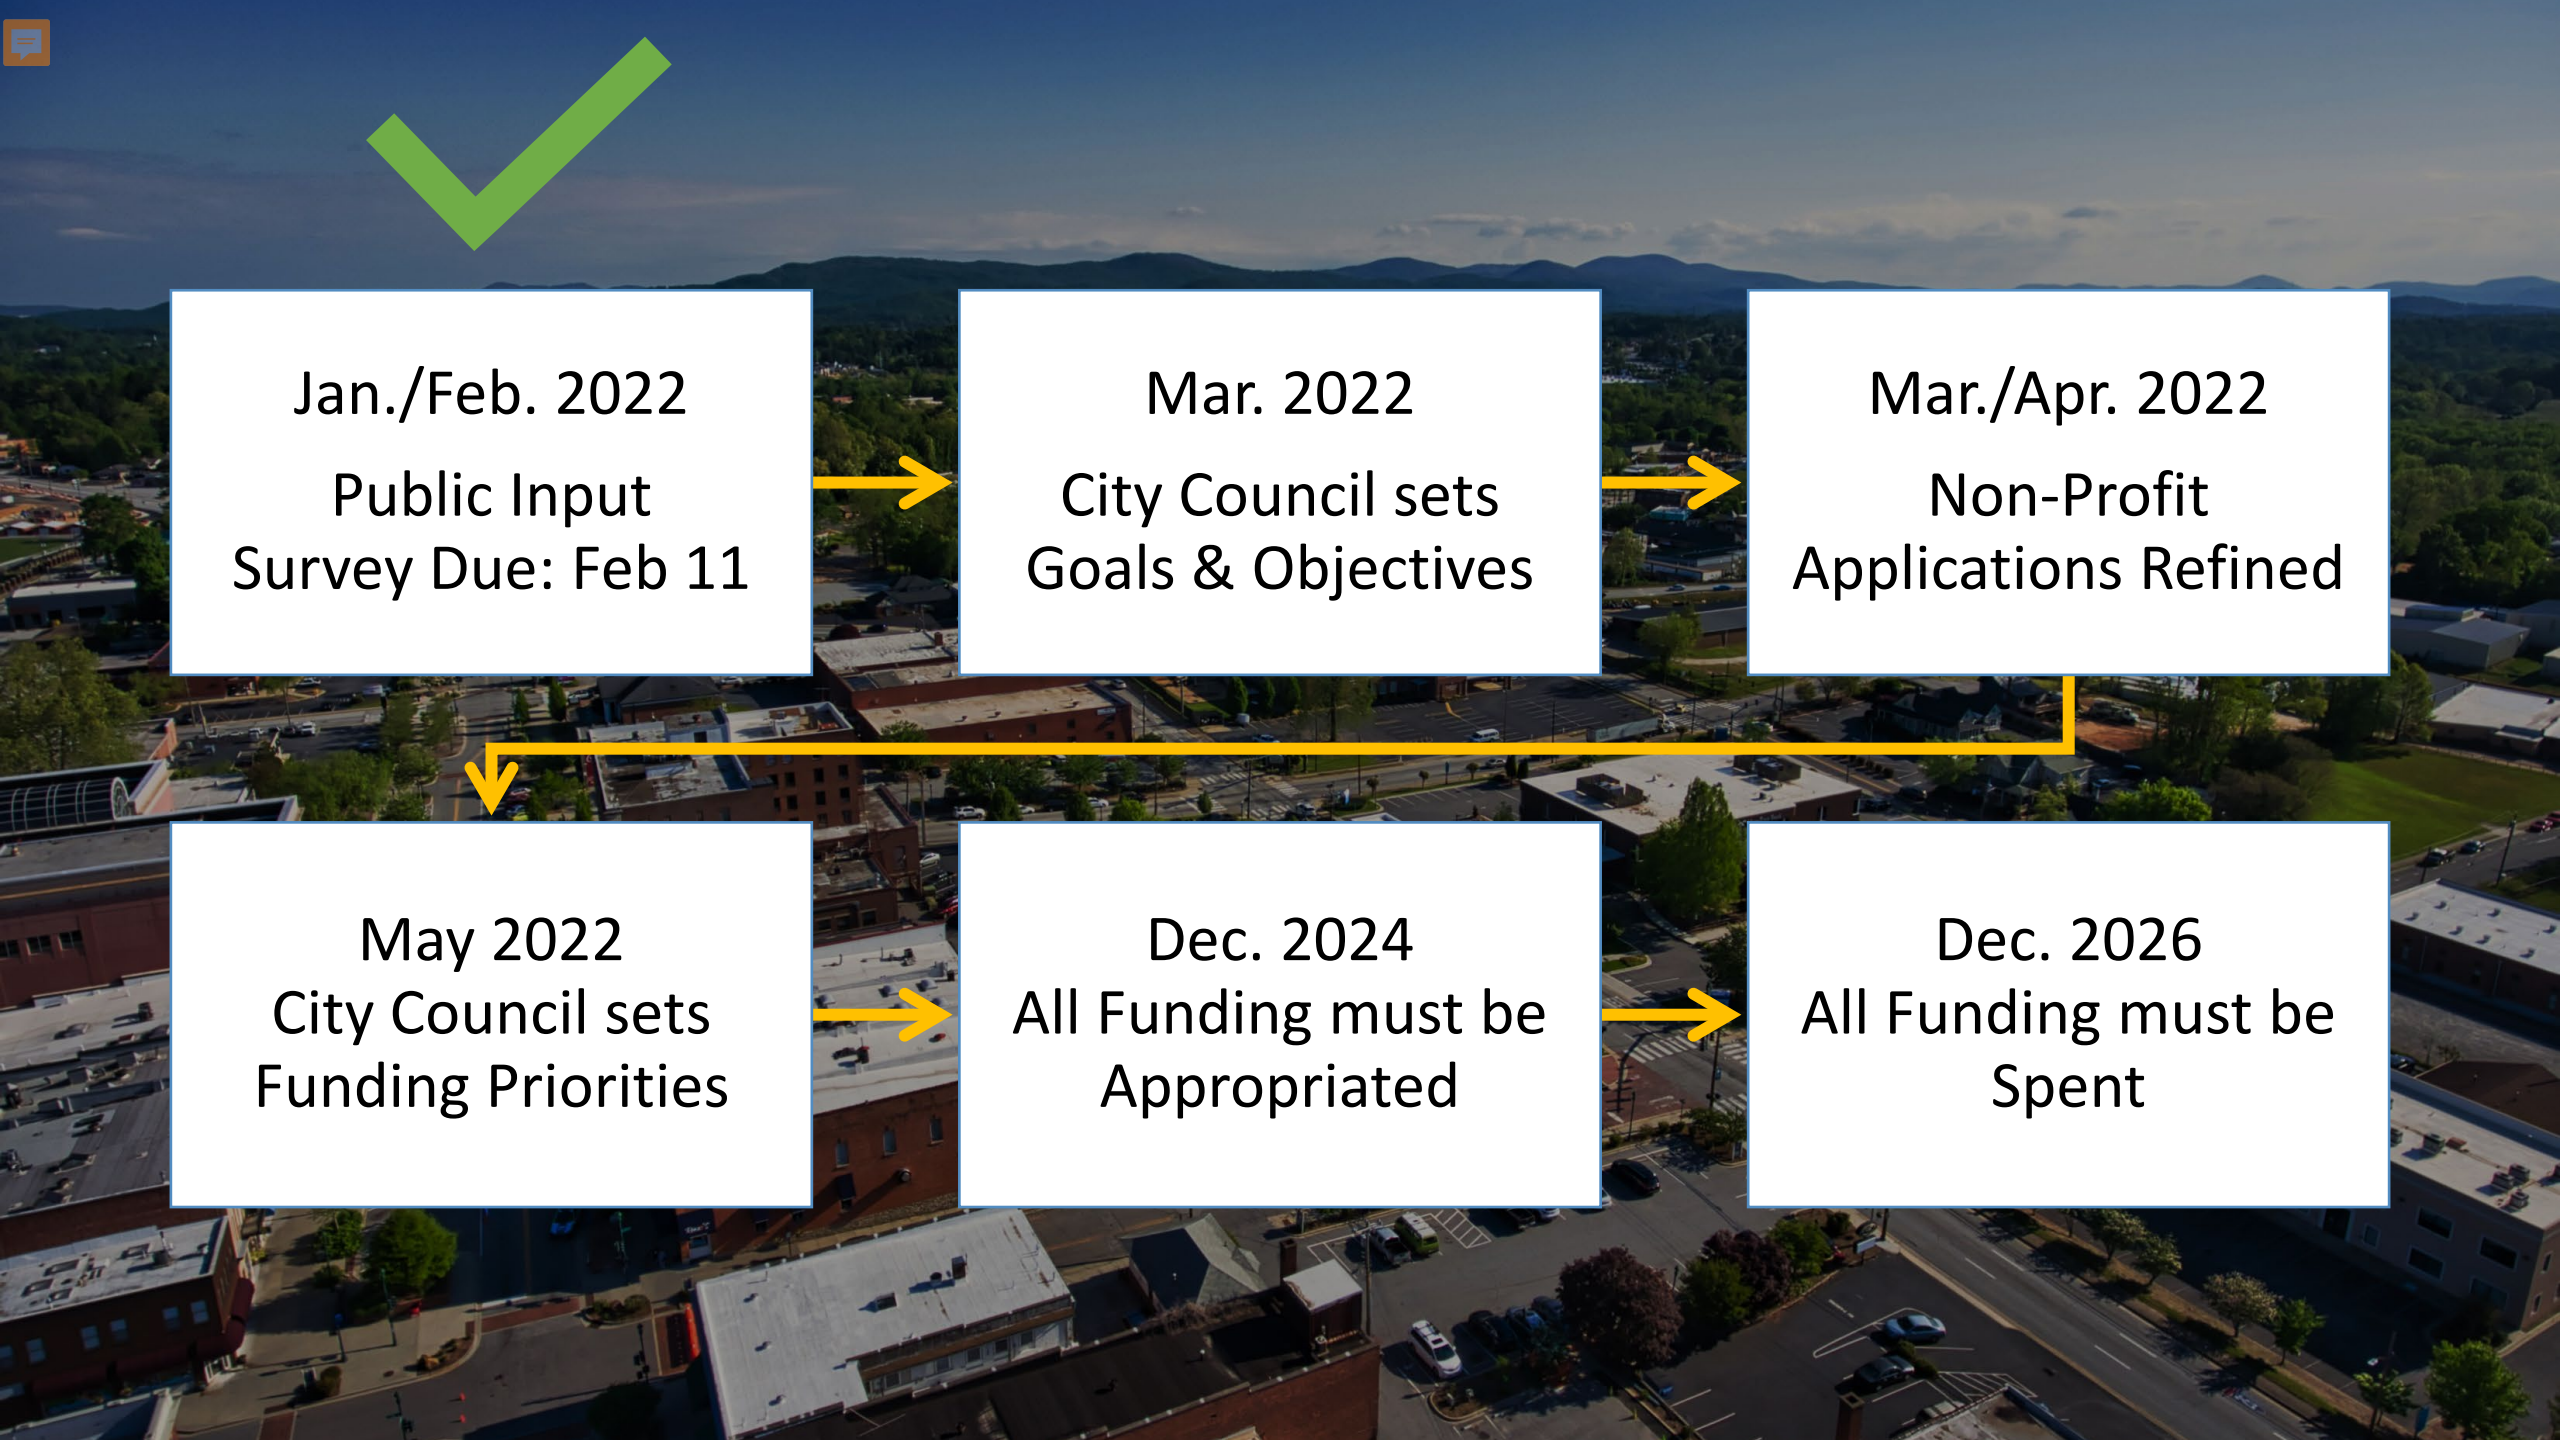 Jan./Feb. 2022
Public Input
Survey Due: Feb 11
Mar. 2022
City Council sets
Goals & Objectives
Mar./Apr. 2022
Non-Profit
Applications Refined
May 2022
City Council sets
Funding Priorities
Dec. 2024
All Funding must be
Appropriated
Dec. 2026
All Funding must be
Spent